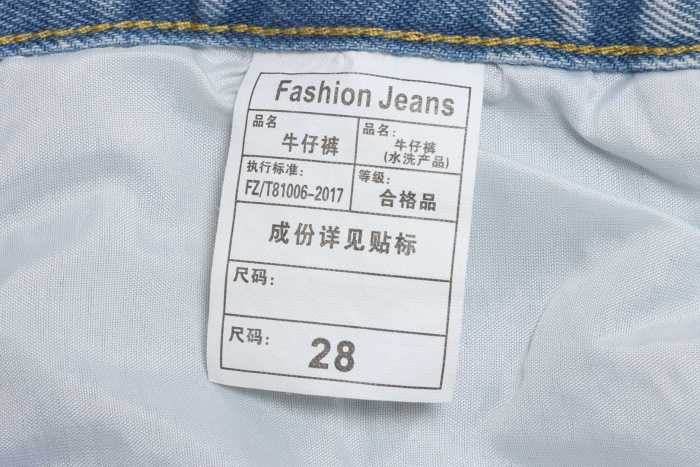 Fashion Jeans
品名
牛仔裤
品名：
牛仔裤
(水洗产品)
执行标准：
FZ/T81006-2017
等级：
合格品
成份详见贴标
尺码：
尺码：
28